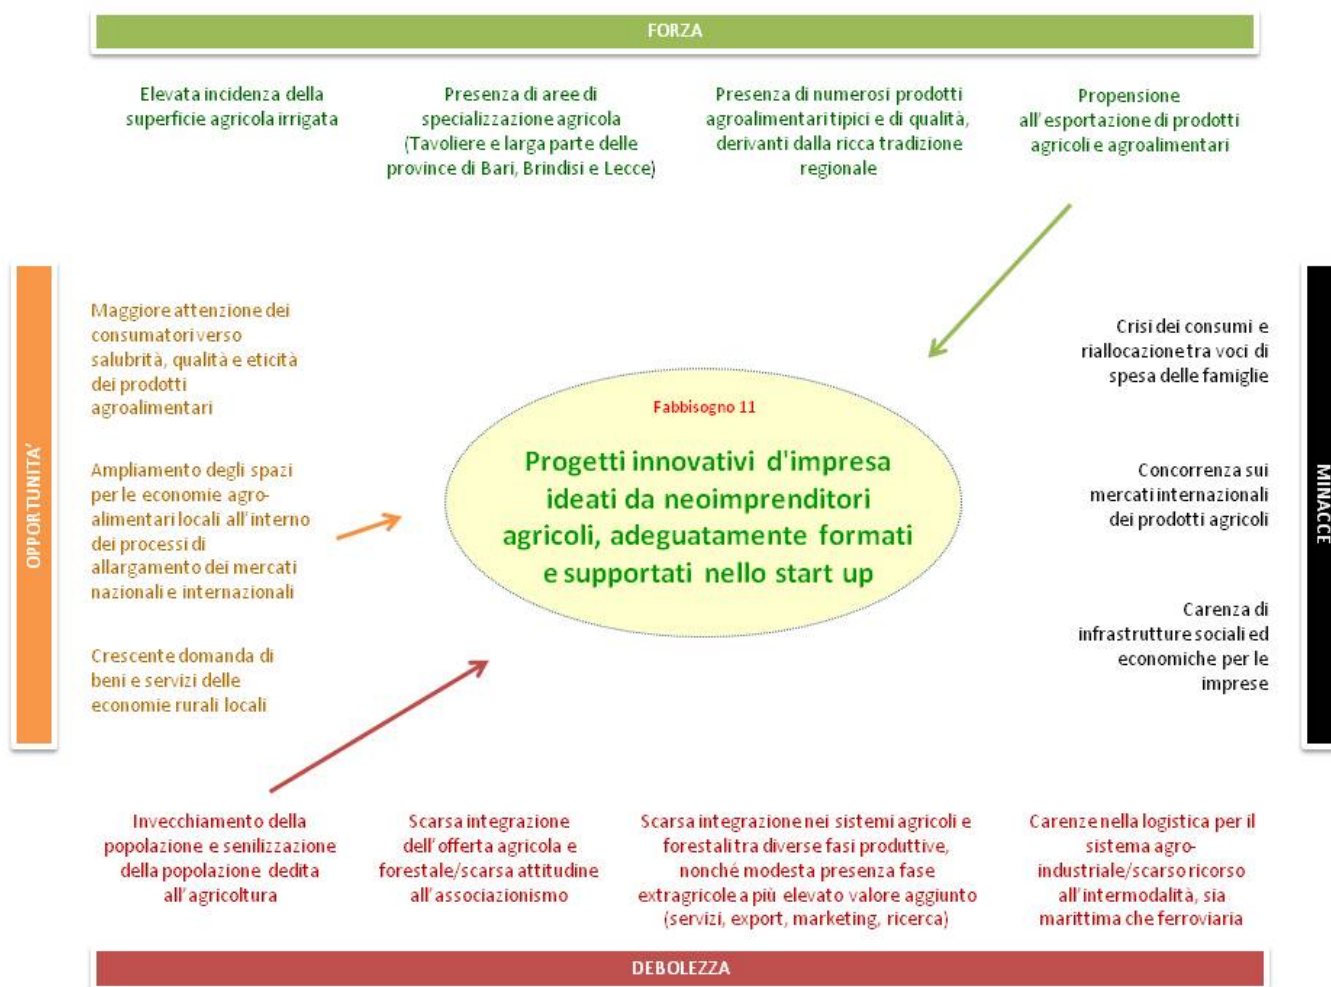 FORZA
Elevata incidenza della
superficie agricola irrigata
Presenza di aree di
specializzazione agricola
(Tavoliere e larga parte delle
province di Bari, Brindisi e Lecce)
Presenza di numerosi prodotti
agroalimentari tipici e di qualità,
derivanti dalla ricca tradizione
regionale
Propensione
all'esportazione di prodotti
agricoli e agroalimentari
OPPORTUNITA'
Maggiore attenzione dei
consumatori verso
salubrità, qualità e eticità
dei prodotti
agroalimentari
Ampliamento degli spazi
per le economie agro-
alimentari locali all'interno
dei processi di
allargamento dei mercati
nazionali e internazionali
Crescente domanda di
beni e servizi delle
economie rurali locali
Fabbisogno 11
Progetti innovativi d'impresa
ideati da neoimprenditori
agricoli, adeguatamente formati
e supportati nello start up
Crisi dei consumi e
riallocazione tra voci di
spesa delle famiglie
Concorrenza sui
mercati internazionali
dei prodotti agricoli
Carenza di
infrastrutture sociali ed
economiche per le
imprese
MINACCE
Invecchiamento della
popolazione e senilizzazione
della popolazione dedita
all'agricoltura
Scarsa integrazione
dell'offerta agricola e
forestale/scarsa attitudine
all'associazionismo
Scarsa integrazione nei sistemi agricoli e
forestali tra diverse fasi produttive,
nonché modesta presenza fase
extragricole a più elevato valore aggiunto
(servizi, export, marketing, ricerca)
Carenze nella logistica per il
sistema agro-
industriale/scarso ricorso
all'intermodalità, sia
marittima che ferroviaria
DEBOLEZZA